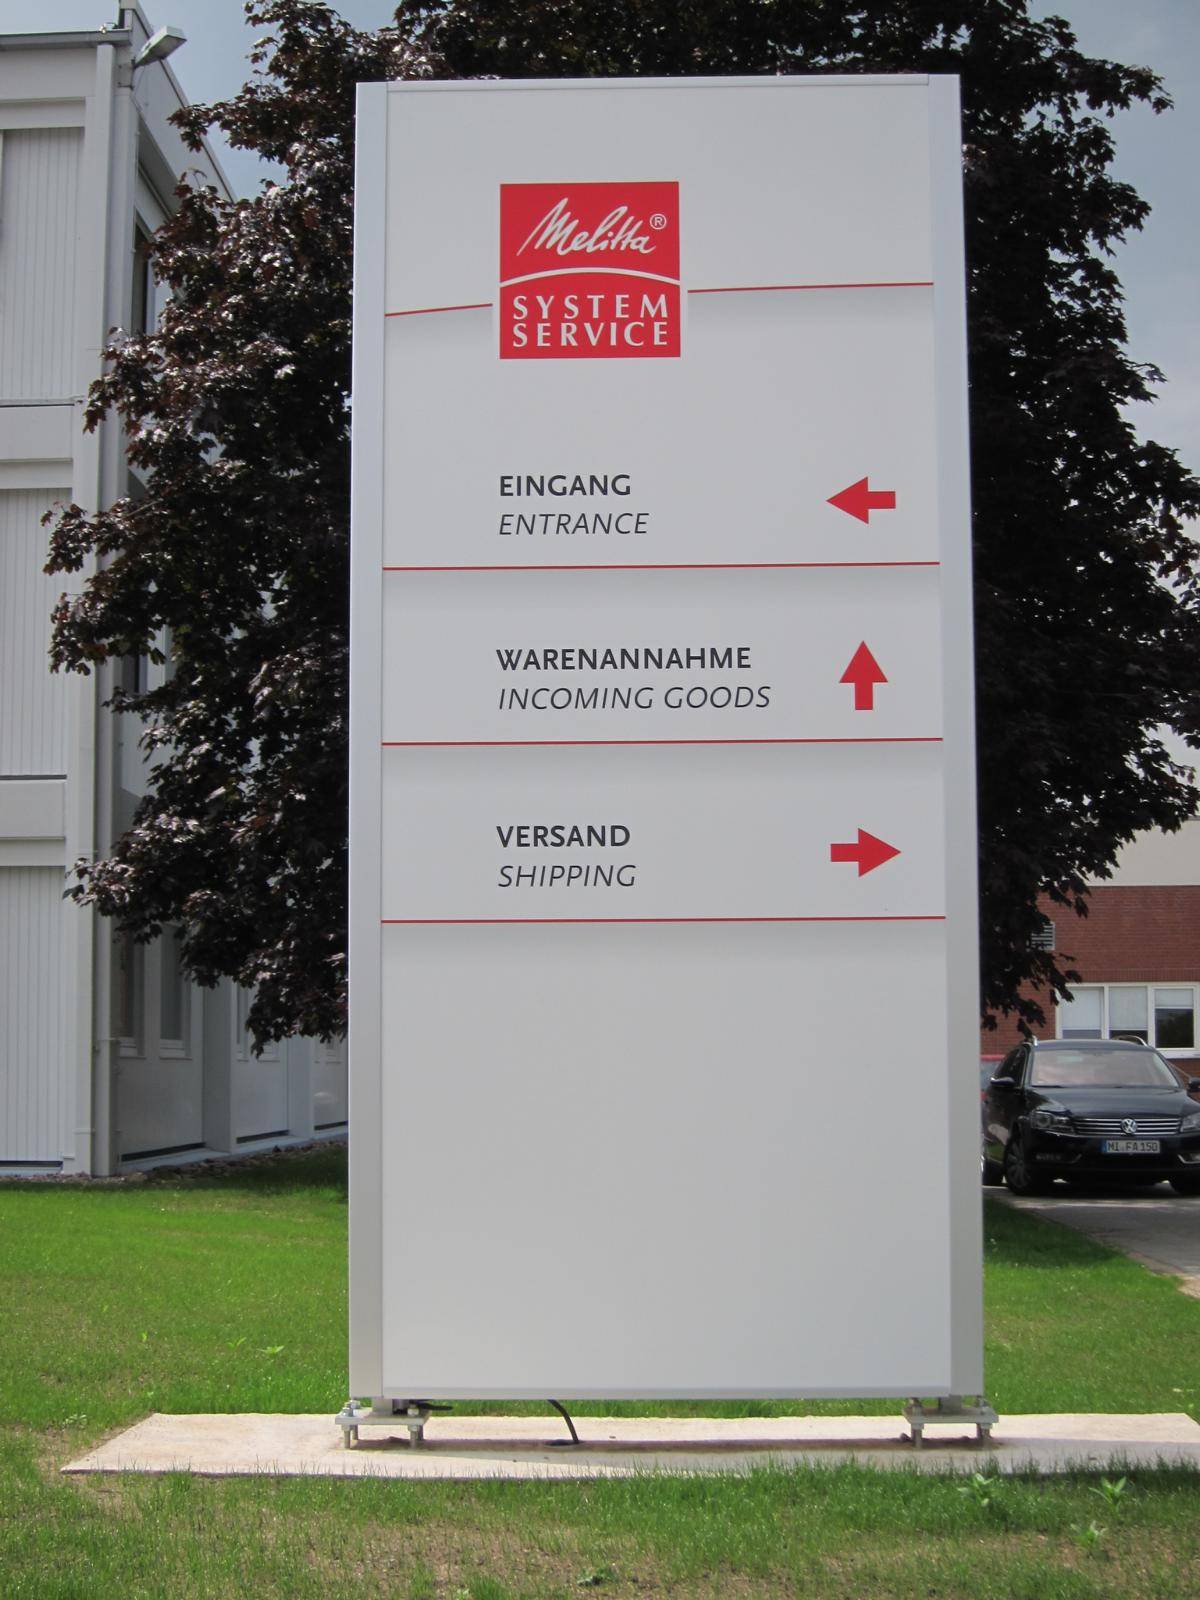 Melitta®
SYSTEM
SERVICE
EINGANG
ENTRANCE
WARENANNAHME
INCOMING GOODS
VERSAND
SHIPPING
MI FA 150